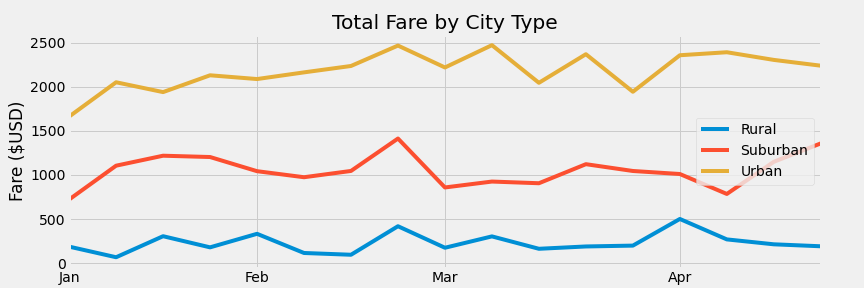 Total Fare by City Type
Fare ($USD)
2500
2000
1500
1000
500
0
Jan Feb Mar Apr
Rural
Suburban
Urban